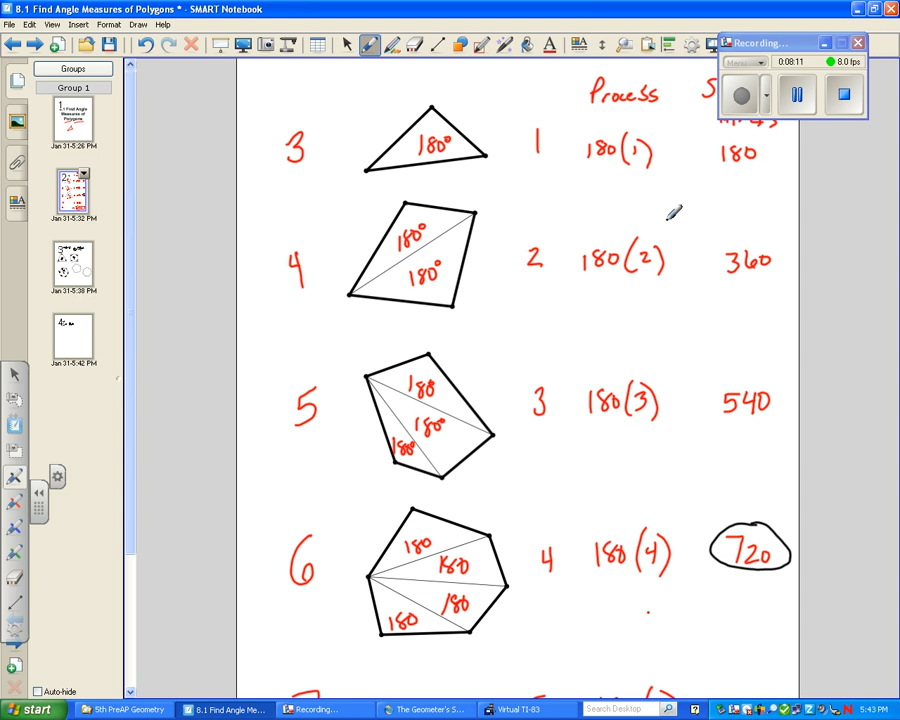 8.1 Find Angle Measures of Polygons * - SMART Notebook
File Edit View Insert Format Draw Help
Recording...
Menu 0:08:11 8.0 fps
Groups
Group 1
Jan 31-5:26 PM
Jan 31-5:32 PM
Jan 31-5:38 PM
Jan 31-5:42 PM
Process S
3 180° 1 180(1) 180
4 180° 180° 2 180(2) 360
5 180 180° 180° 3 180(3) 540
6 180 180 180 180 4 180(4) 720
Auto-hide
start 5th PreAP Geometry 8.1 Find Angle Me... Recording... The Geometer's S... Virtual TI-83 Search Desktop 5:43 PM